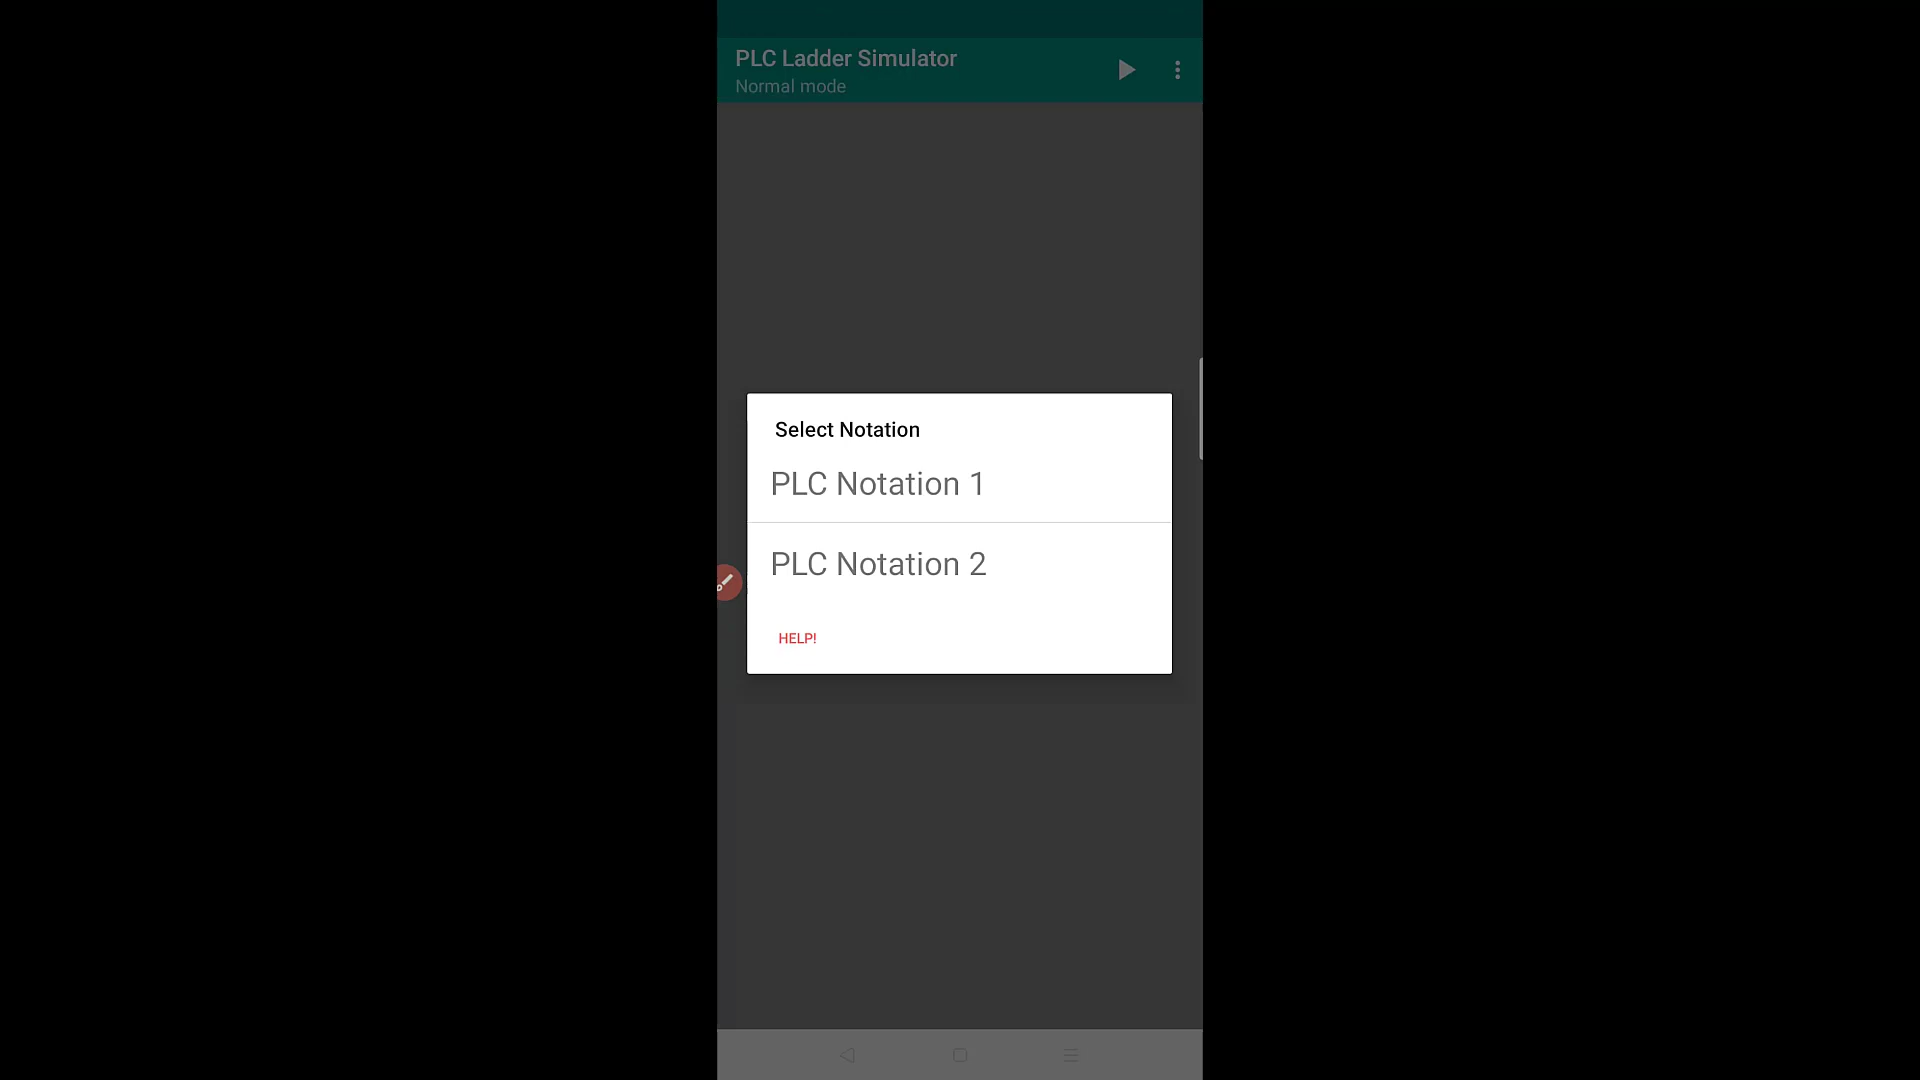 PLC Ladder Simulator
Normal mode
Select Notation
PLC Notation 1
PLC Notation 2
HELP!